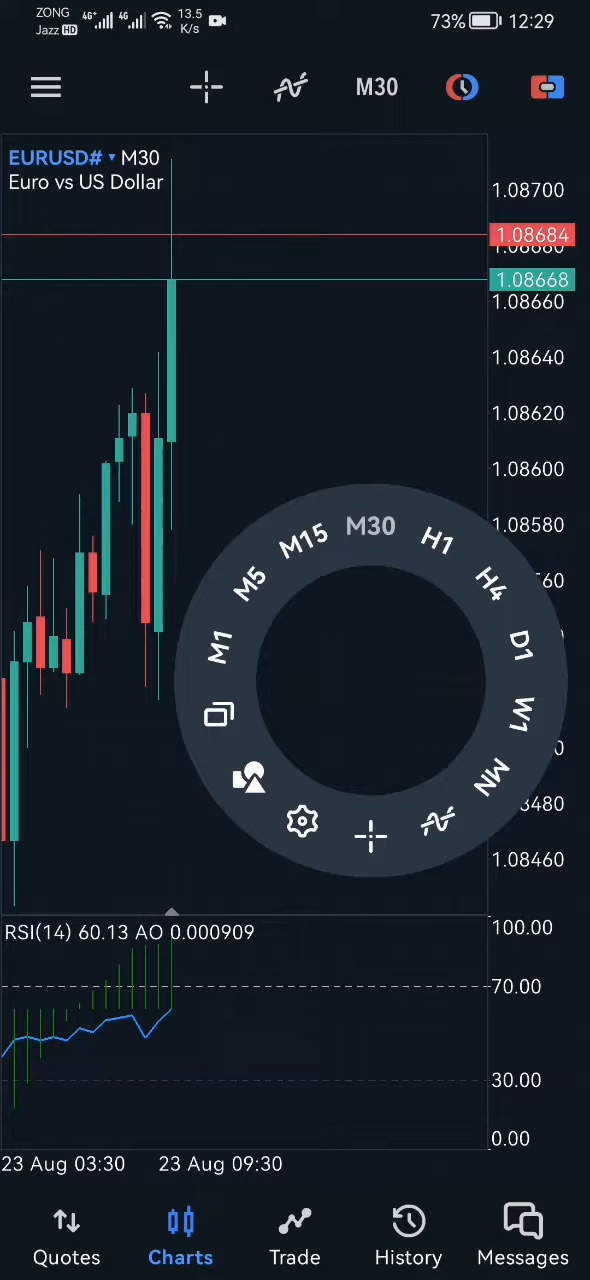 ZONG
Jazz HD
4G+
4G
13.5
K/s
73%
12:29
M30
EURUSD# M30
Euro vs US Dollar
1.08700
1.08684
1.08668
1.08660
1.08640
1.08620
1.08600
1.08580
1.08460
M1
M5
M15
M30
H1
H4
D1
W1
MN
RSI(14) 60.13 AO 0.000909
100.00
70.00
30.00
0.00
23 Aug 03:30
23 Aug 09:30
Quotes
Charts
Trade
History
Messages